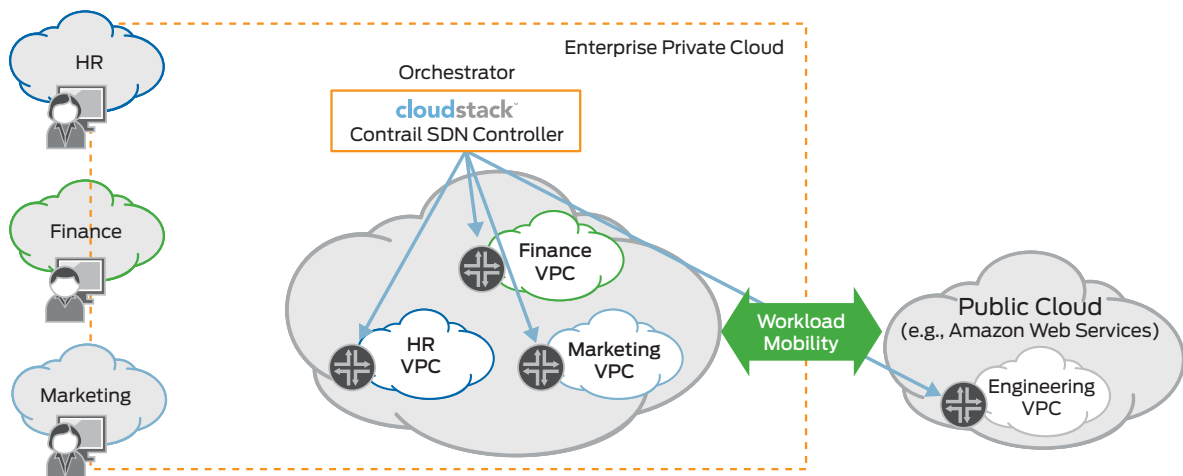 HR
Finance
Marketing
Enterprise Private Cloud
Orchestrator
cloudstack™
Contrail SDN Controller
Finance
VPC
HR
VPC
Marketing
VPC
Workload
Mobility
Public Cloud
(e.g., Amazon Web Services)
Engineering
VPC